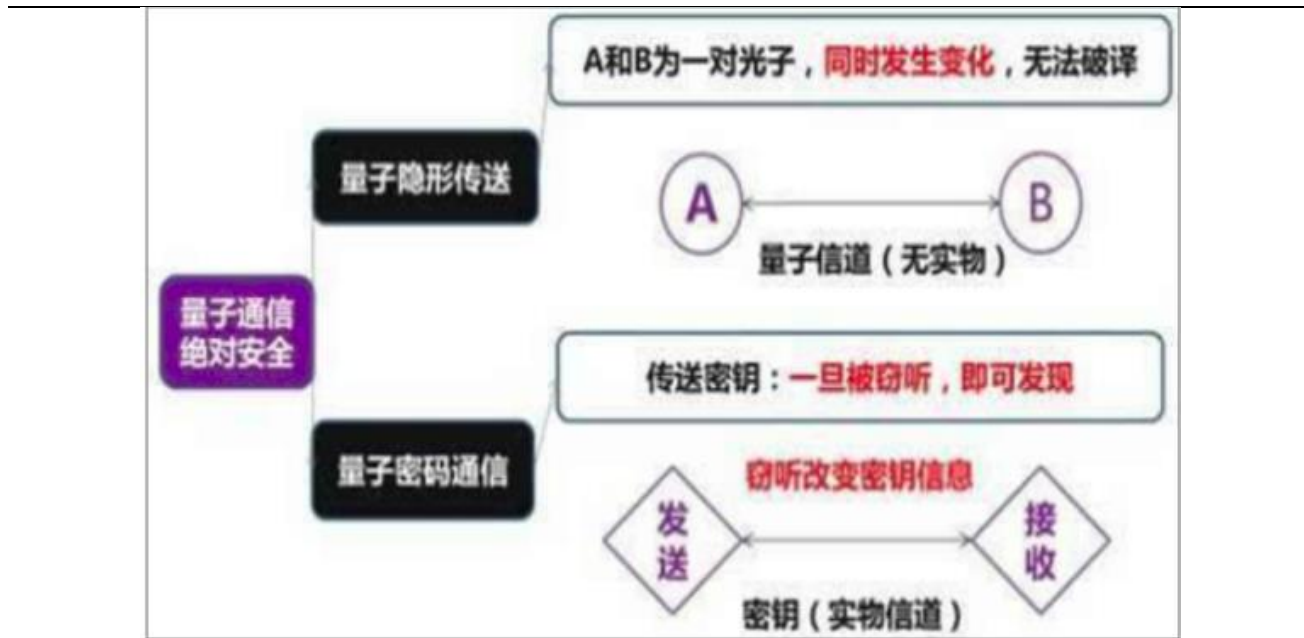 A和B为一对光子，同时发生变化，无法破译
量子隐形传送
A
B
量子信道（无实物）
量子通信
绝对安全
传送密钥：一旦被窃听，即可发现
量子密码通信
窃听改变密钥信息
发
送
接
收
密钥（实物信道）